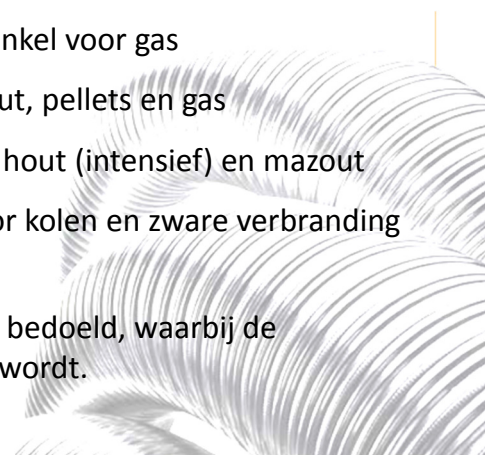 nkel voor gas
ut, pellets en gas
hout (intensief) en mazout
or kolen en zware verbranding
bedoeld, waarbij de
wordt.